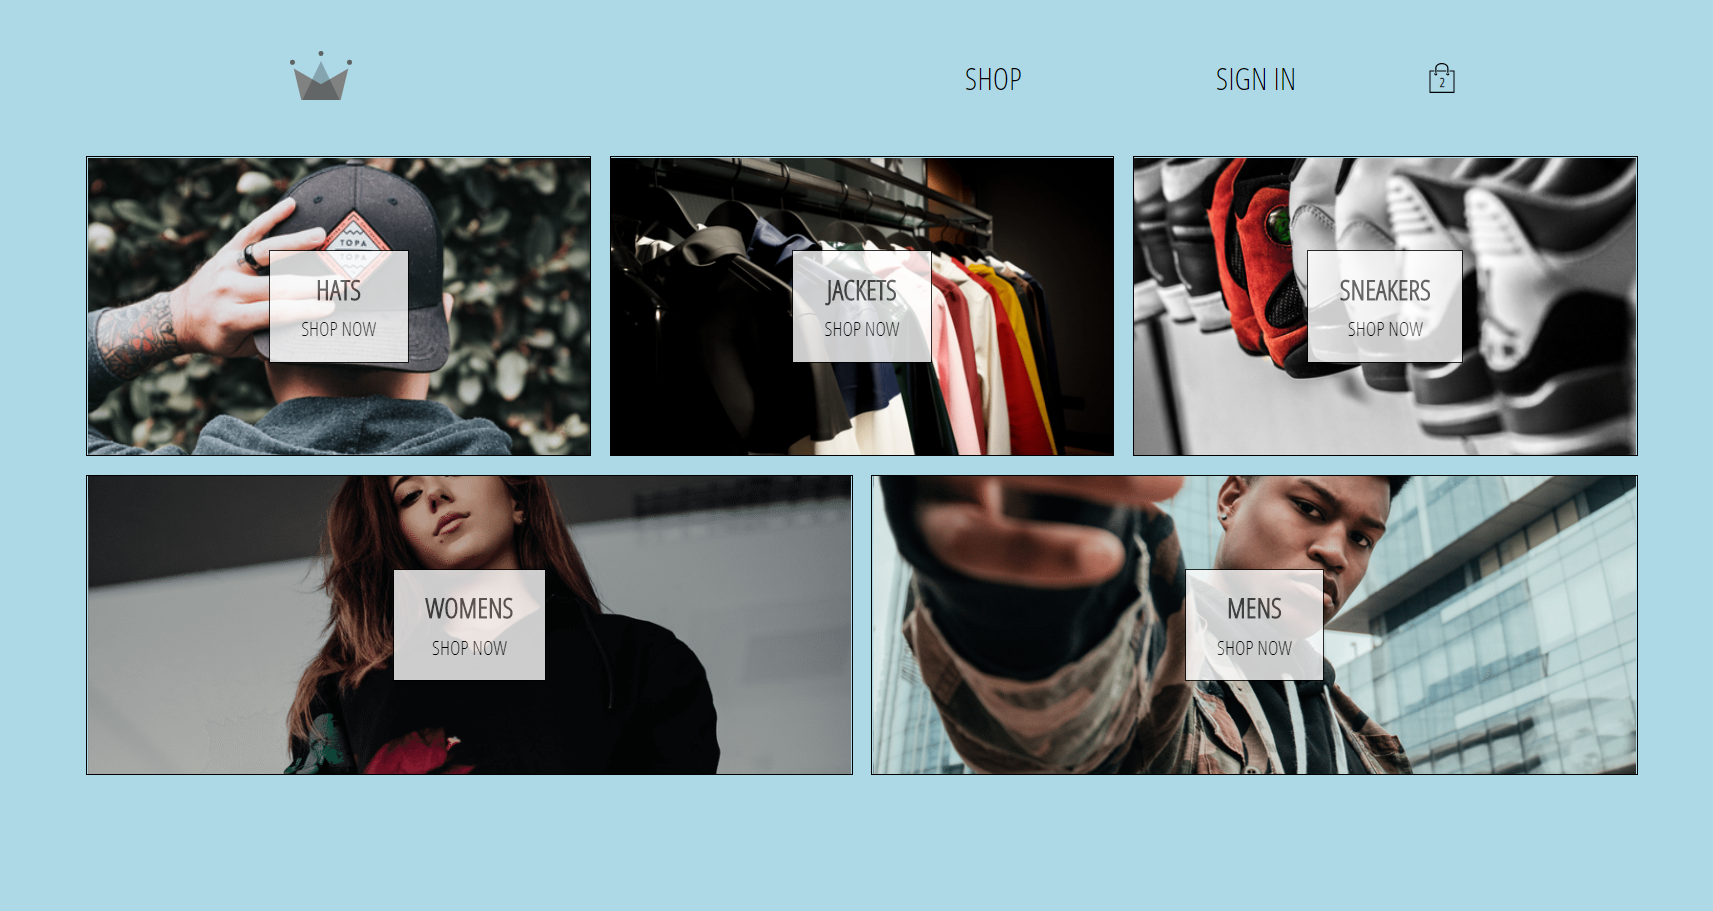 SHOP
SIGN IN
2
TOPA
TOPA
HATS
SHOP NOW
JACKETS
SHOP NOW
SNEAKERS
SHOP NOW
WOMENS
SHOP NOW
MENS
SHOP NOW